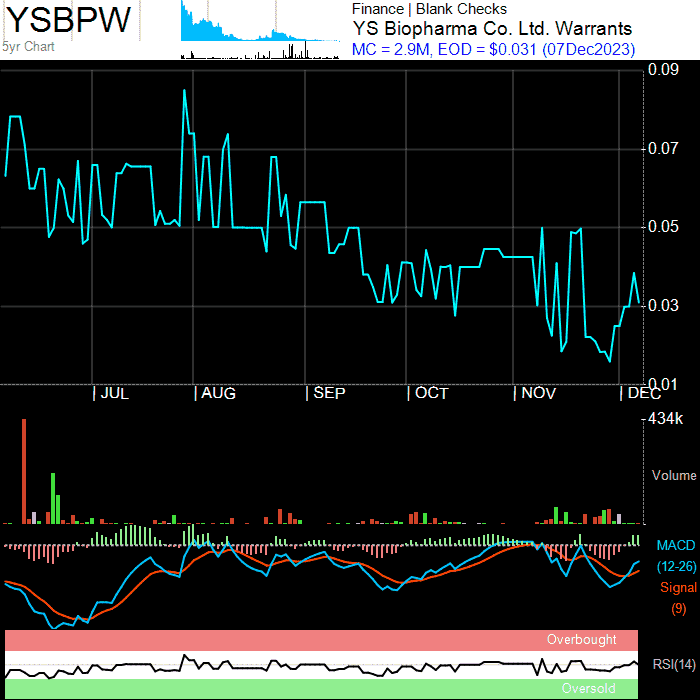 YSBPW
5yr Chart
Finance | Blank Checks
YS Biopharma Co. Ltd. Warrants
MC = 2.9M, EOD = $0.031 (07Dec2023)
0.09
0.07
0.05
0.03
0.01
JUL AUG SEP OCT NOV DEC
434k
Volume
MACD
(12-26)
Signal
(9)
Overbought
RSI(14)
Oversold